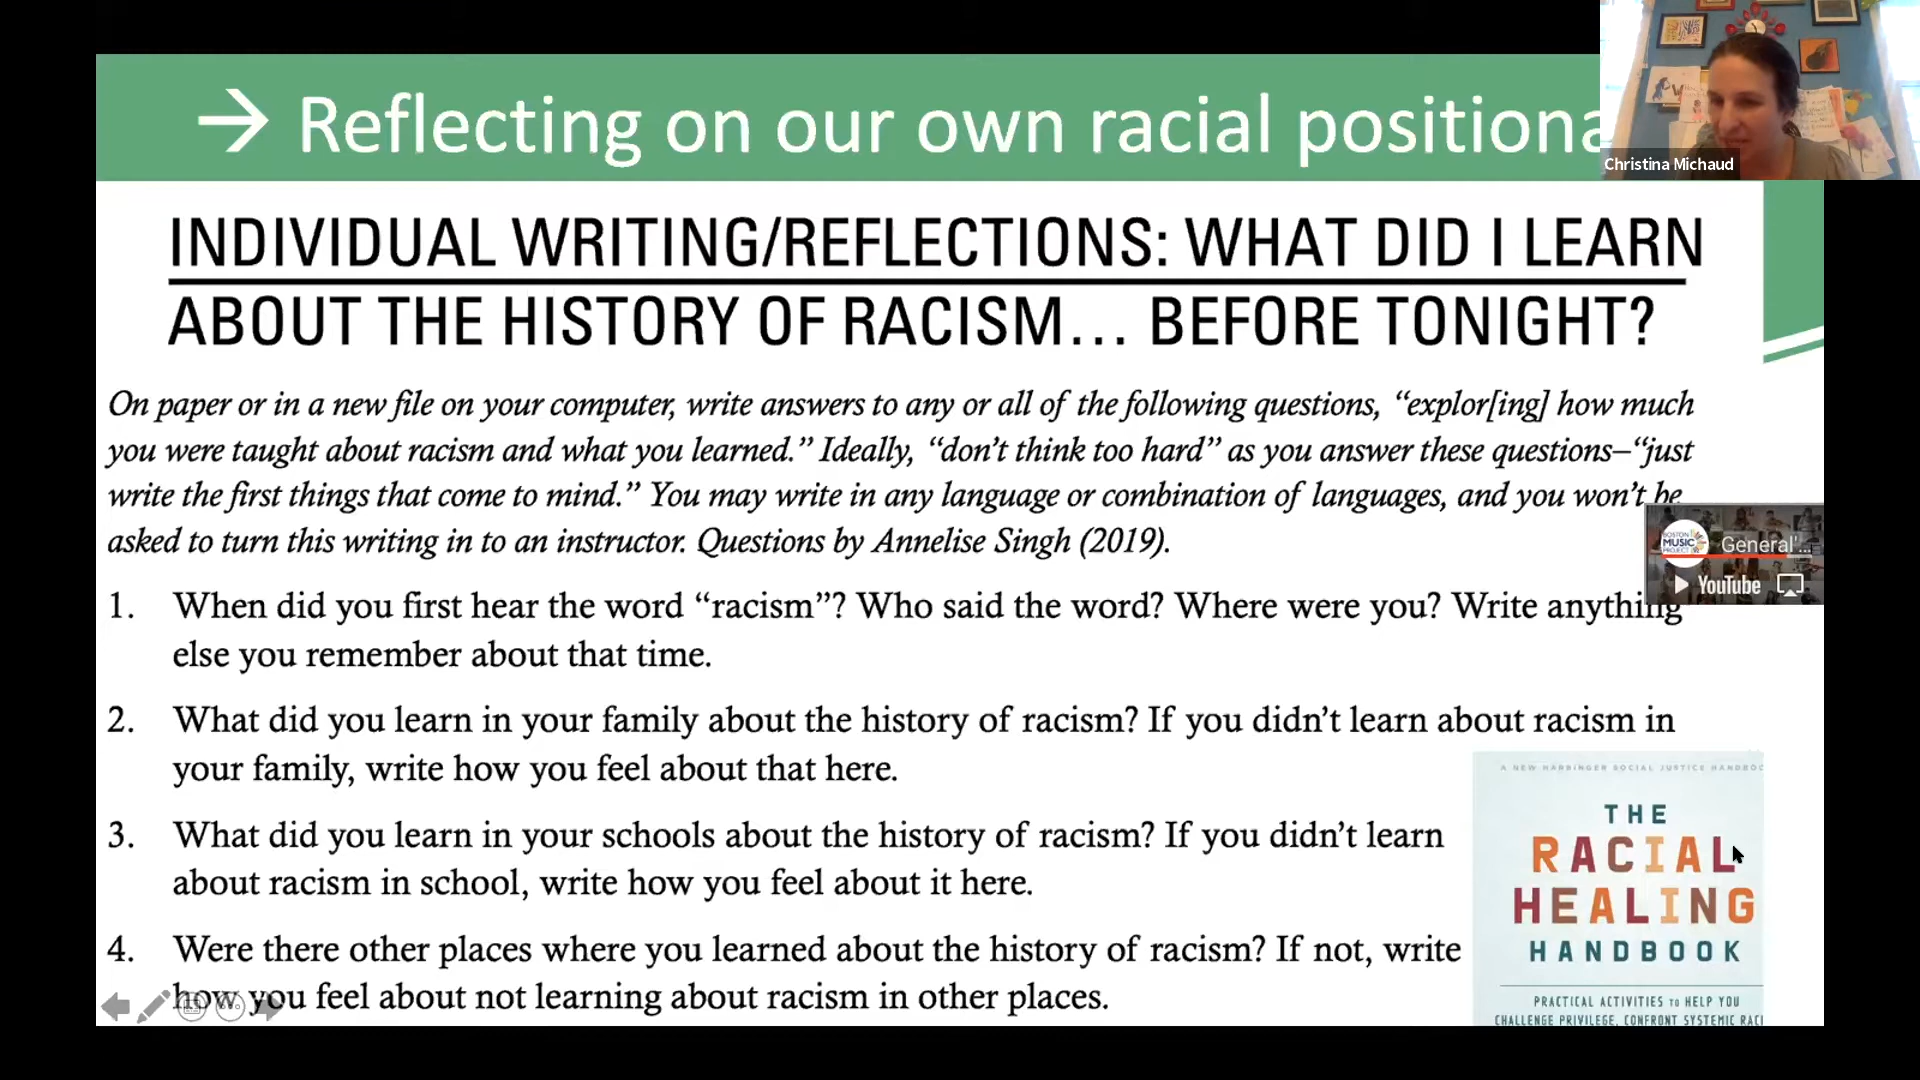 → Reflecting on our own racial positiona
Christina Michaud
INDIVIDUAL WRITING/REFLECTIONS: WHAT DID I LEARN
ABOUT THE HISTORY OF RACISM… BEFORE TONIGHT?
On paper or in a new file on your computer, write answers to any or all of the following questions, “explor[ing] how much
you were taught about racism and what you learned.” Ideally, “don’t think too hard” as you answer these questions–“just
write the first things that come to mind.” You may write in any language or combination of languages, and you won’t be
asked to turn this writing in to an instructor. Questions by Annelise Singh (2019).
BOSTON
MUSIC
PROJECT
General'...
YouTube
1. When did you first hear the word “racism”? Who said the word? Where were you? Write anything
else you remember about that time.
2. What did you learn in your family about the history of racism? If you didn’t learn about racism in
your family, write how you feel about that here.
3. What did you learn in your schools about the history of racism? If you didn’t learn
about racism in school, write how you feel about it here.
4. Were there other places where you learned about the history of racism? If not, write
how you feel about not learning about racism in other places.
A NEW HARBINGER SOCIAL JUSTICE HANDBOO
THE
RACIAL
HEALING
HANDBOOK
PRACTICAL ACTIVITIES TO HELP YOU
CHALLENGE PRIVILEGE, CONFRONT SYSTEMIC RACI